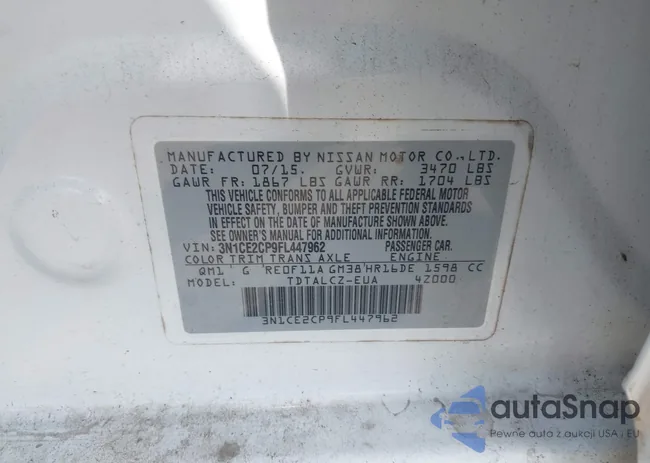 MANUFACTURED BY NISSAN MOTOR CO.,LTD.
DATE: 07/15. GVWR: 3470 LBS
GAWR FR: 1867 LBS GAWR RR: 1704 LBS
THIS VEHICLE CONFORMS TO ALL APPLICABLE FEDERAL MOTOR
VEHICLE SAFETY, BUMPER AND THEFT PREVENTION STANDARDS
IN EFFECT ON THE DATE OF MANUFACTURE SHOWN ABOVE.
SEE OWNER'S MANUAL FOR ADDITIONAL INFORMATION.
VIN: 3N1CE2CP9FL447962 PASSENGER CAR.
COLOR TRIM TRANS AXLE ENGINE
QM1 G RE0F11A GM38 HR16DE 1598 CC
TDTALCZ-EUA 42000
3N1CE2CP9FL447962
autaSnap
Pewne auta z aukcji USA i EU